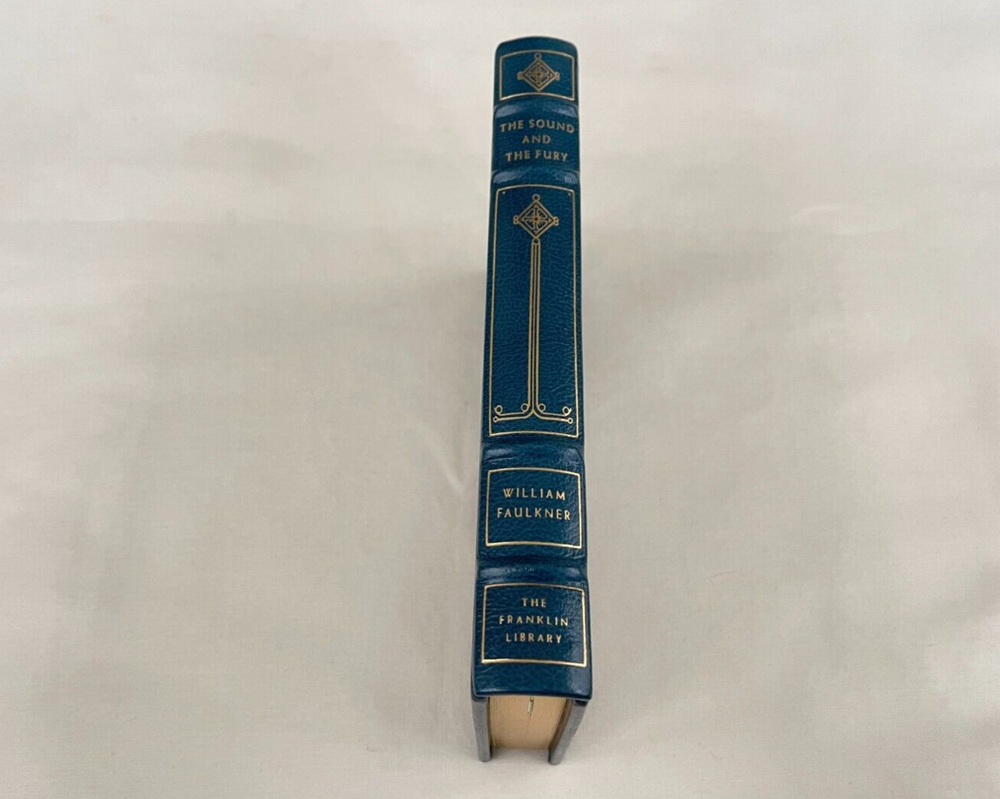 THE SOUND
AND
THE FURY
WILLIAM
FAULKNER
THE
FRANKLIN
LIBRARY